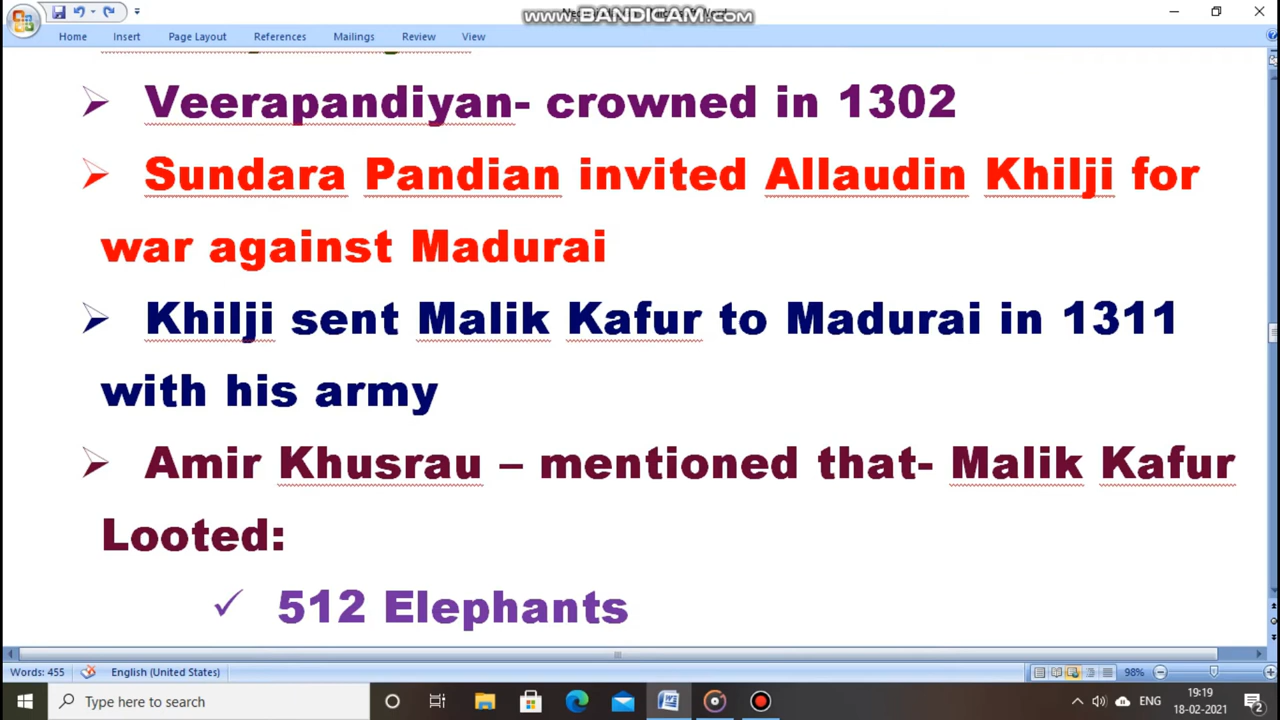 www.BANDICAM.com
Home Insert Page Layout References Mailings Review View
➢ Veerapandiyan- crowned in 1302
➢ Sundara Pandian invited Allaudin Khilji for
war against Madurai
➢ Khilji sent Malik Kafur to Madurai in 1311
with his army
➢ Amir Khusrau – mentioned that- Malik Kafur
Looted:
✓ 512 Elephants
Words: 455 English (United States) 98%
Type here to search ENG 19:19
18-02-2021 2